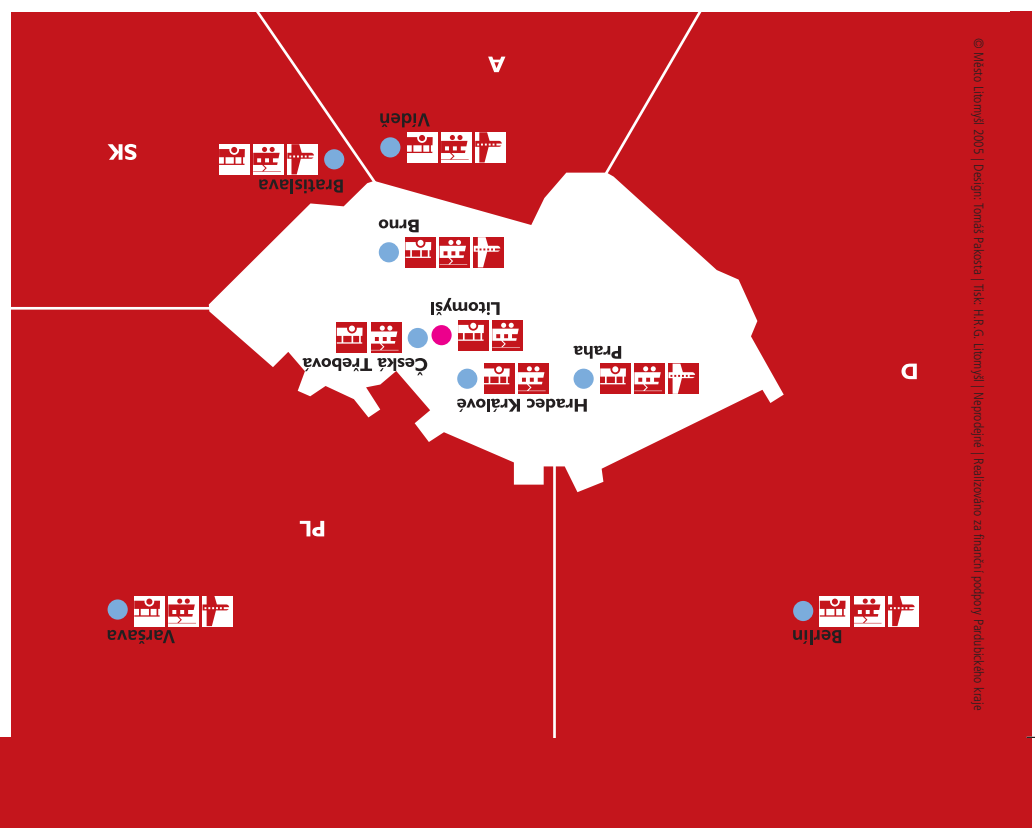 Berlín
Varšava
PL
Hradec Králové
D
Česká Třebová
Praha
Litomyšl
Brno
Bratislava
SK
Vídeň
A
© Město Litomyšl 2005 | Design: Tomáš Pakosta | Tisk: H.R.G. Litomyšl | Neprodejné | Realizováno za finanční podpory Pardubického kraje